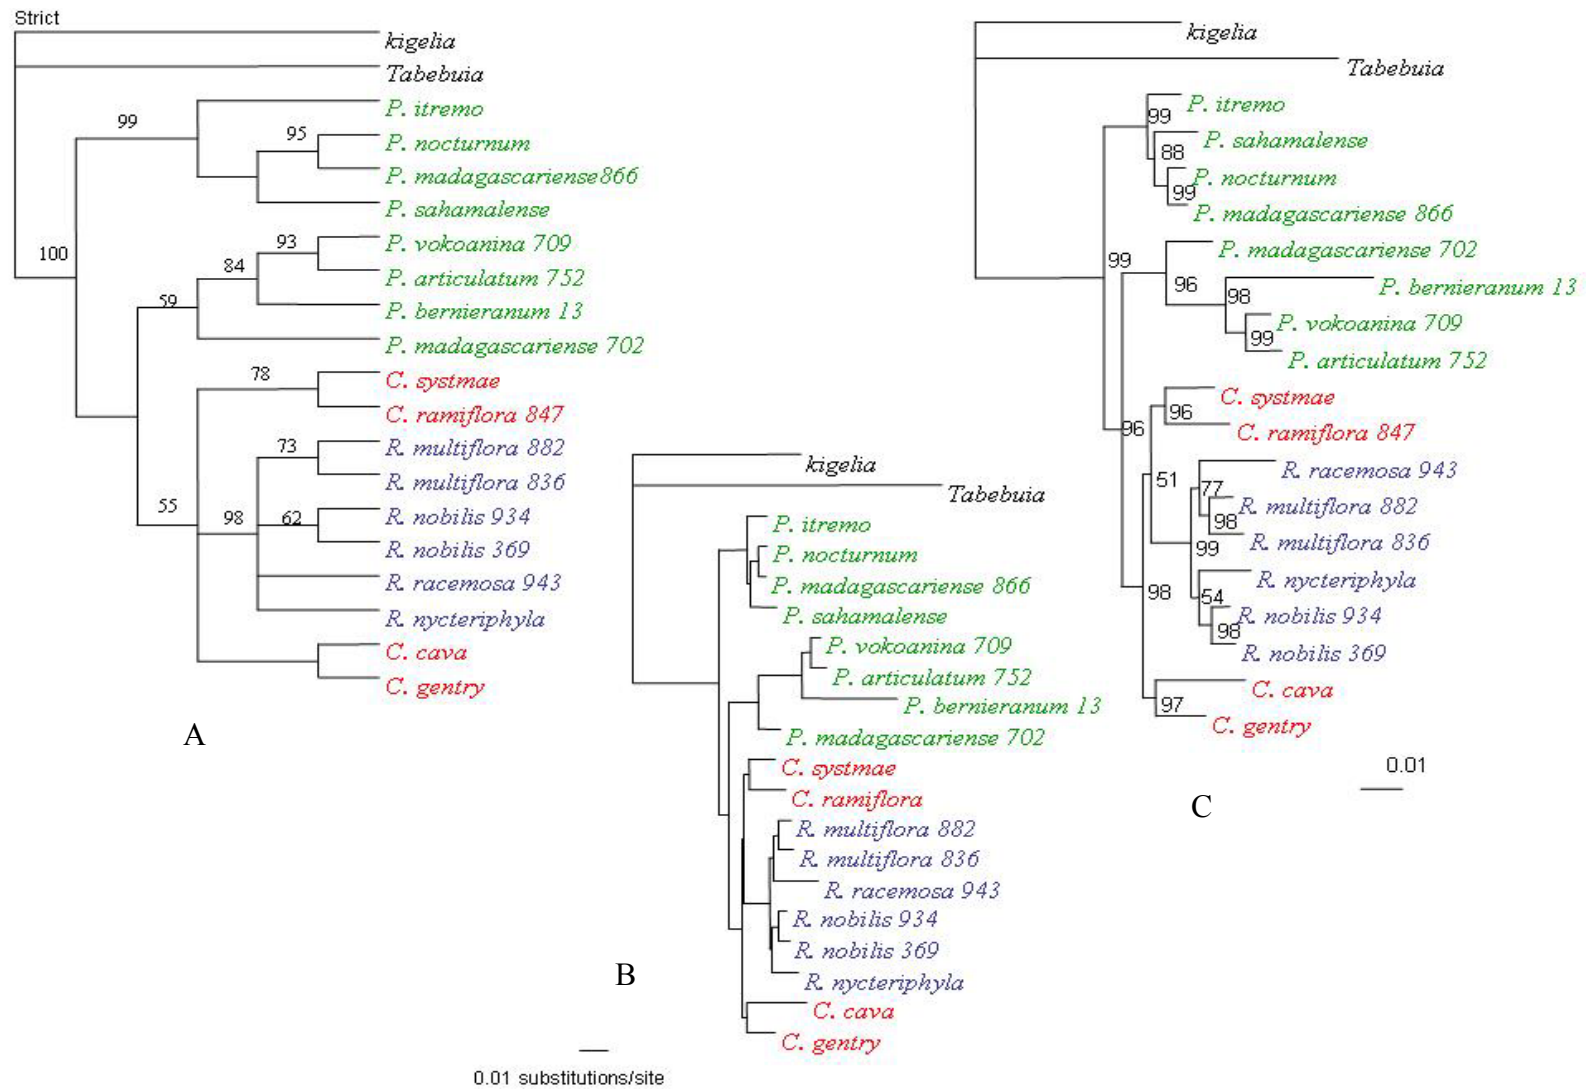 Strict
kigelia
Tabebuia
P. itremo
99
95
P. nocturnum
P. madagascariense866
P. sahamalense
100
93
P. vokoanina 709
84
P. articulatum 752
59
P. bernieranum 13
P. madagascariense 702
78
C. systmae
C. ramiflora 847
73
R. multiflora 882
R. multiflora 836
55
98
62
R. nobilis 934
R. nobilis 369
R. racemosa 943
R. nycteriphyla
C. cava
C. gentry
A
kigelia
Tabebuia
P. itremo
P. nocturnum
P. madagascariense 866
P. sahamalense
P. vokoanina 709
P. articulatum 752
P. bernieranum 13
P. madagascariense 702
C. systmae
C. ramiflora
R. multiflora 882
R. multiflora 836
R. racemosa 943
R. nobilis 934
R. nobilis 369
R. nycteriphyla
C. cava
C. gentry
B
0.01 substitutions/site
kigelia
Tabebuia
P. itremo
99
P. sahamalense
88
P. nocturnum
99
P. madagascariense 866
99
P. madagascariense 702
96
P. bernieranum 13
98
P. vokoanina 709
99
P. articulatum 752
C. systmae
96
96
C. ramiflora 847
51
R. racemosa 943
77
R. multiflora 882
98
R. multiflora 836
99
R. nycteriphyla
98
54
R. nobilis 934
98
R. nobilis 369
C. cava
97
C. gentry
0.01
C